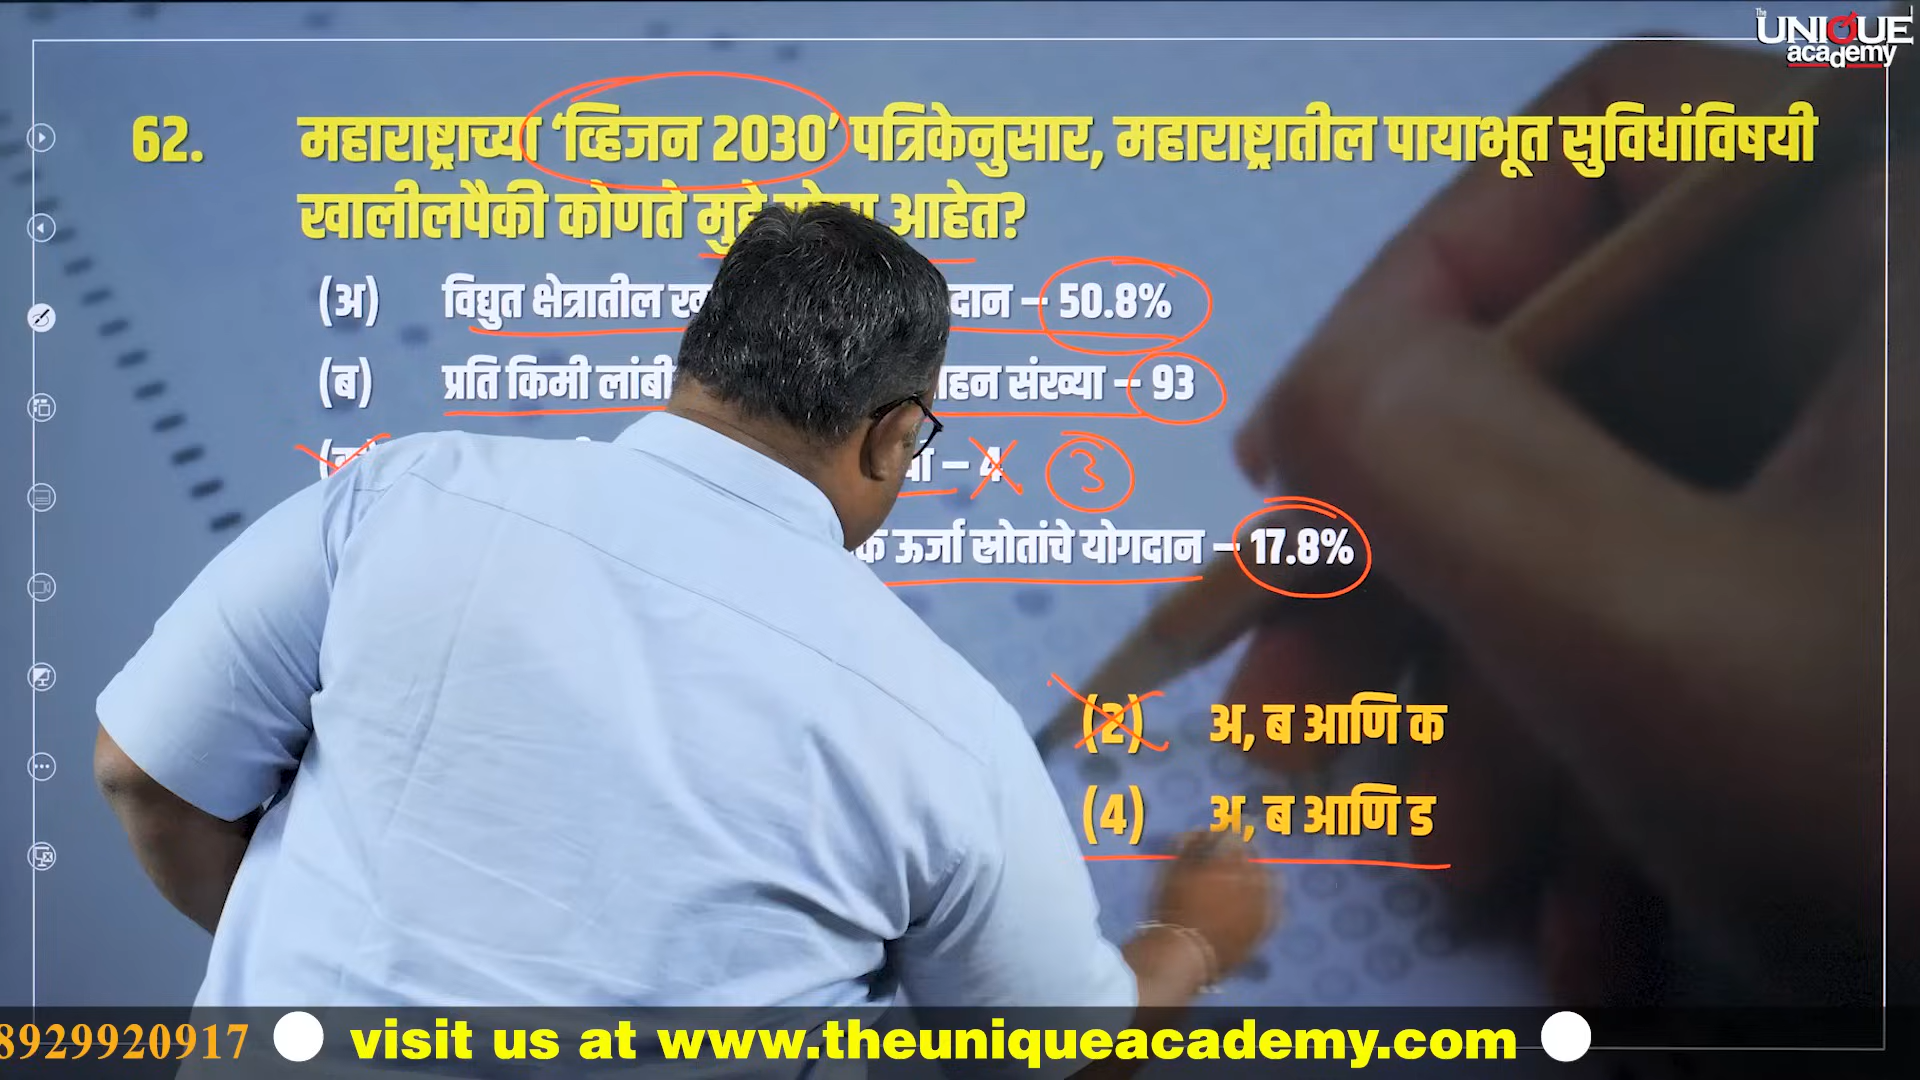 The UNIQUE academy
62. महाराष्ट्राच्या ‘व्हिजन 2030’ पत्रिकेनुसार, महाराष्ट्रातील पायाभूत सुविधांविषयी
खालीलपैकी कोणते आहेत?
(अ) विद्युत क्षेत्रातील – 50.8%
(ब) प्रति किमी संख्या – 93
– 4 3
ऊर्जा स्रोतांचे योगदान – 17.8%
(2) अ, ब आणि क
(4) अ, ब आणि ड
8929920917 visit us at www.theuniqueacademy.com